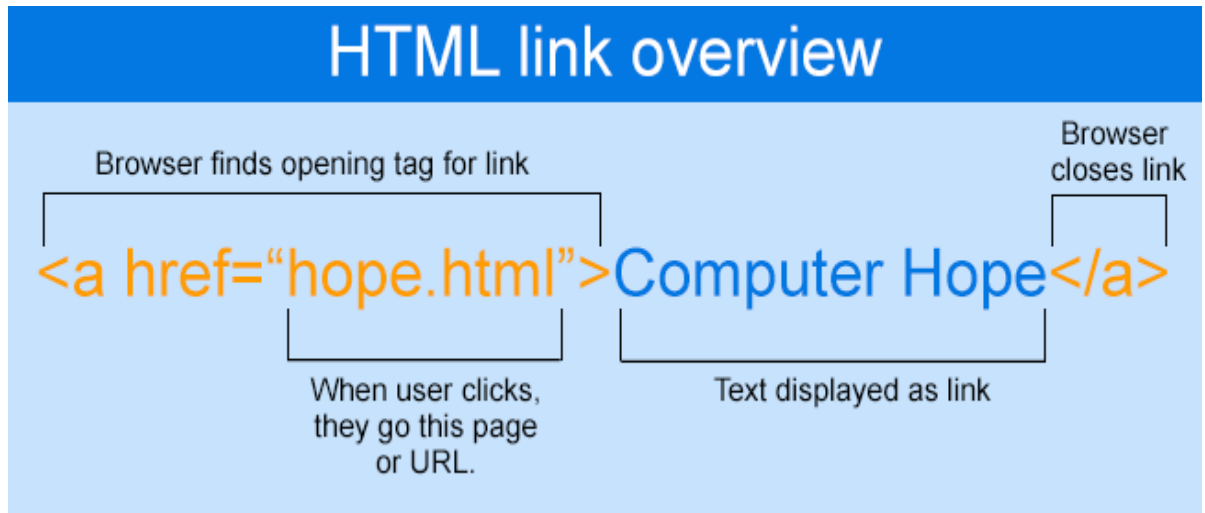 HTML link overview
Browser finds opening tag for link
Browser
closes link
<a href=“hope.html”>Computer Hope</a>
When user clicks,
they go this page
or URL.
Text displayed as link